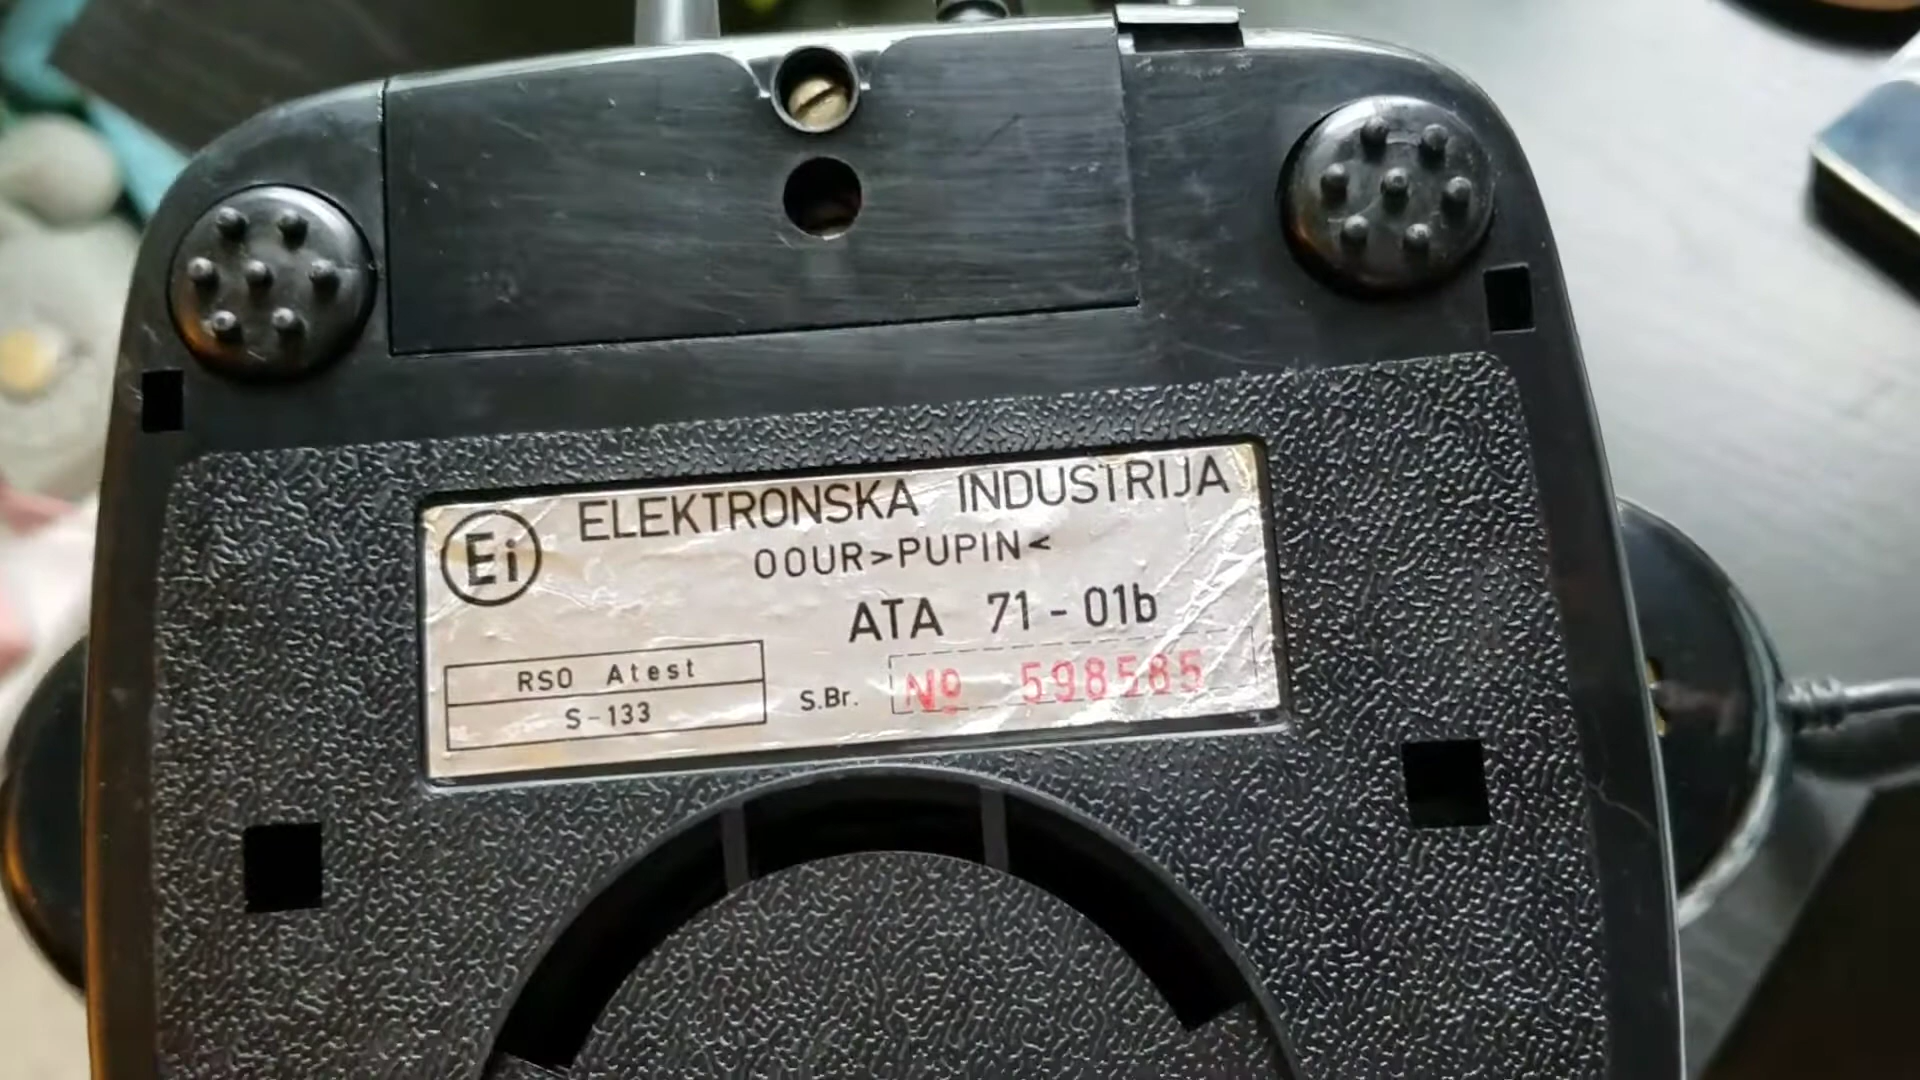 Ei
ELEKTRONSKA INDUSTRIJA
OOUR>PUPIN<
ATA 71-01b
RSO Atest
S-133
S.Br. Nº 598585